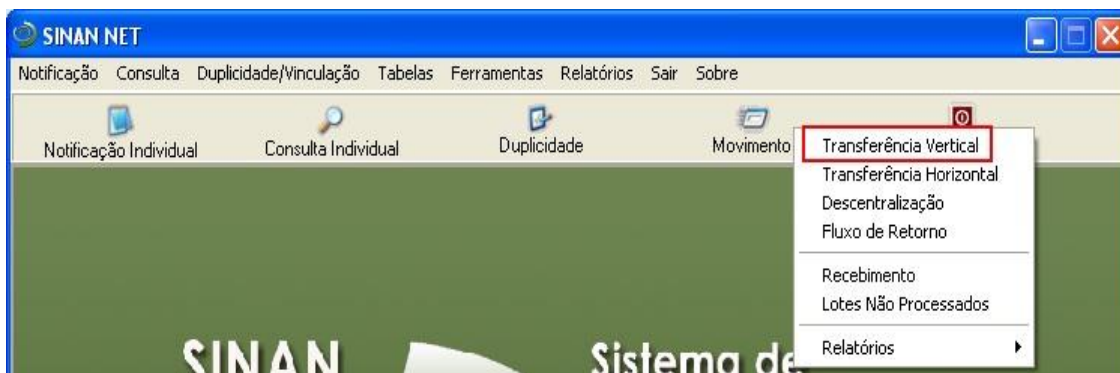 SINAN NET
Notificação Consulta Duplicidade/Vinculação Tabelas Ferramentas Relatórios Sair Sobre
Notificação Individual Consulta Individual Duplicidade Movimento
Transferência Vertical
Transferência Horizontal
Descentralização
Fluxo de Retorno
Recebimento
Lotes Não Processados
Relatórios
SINAN Sistema de